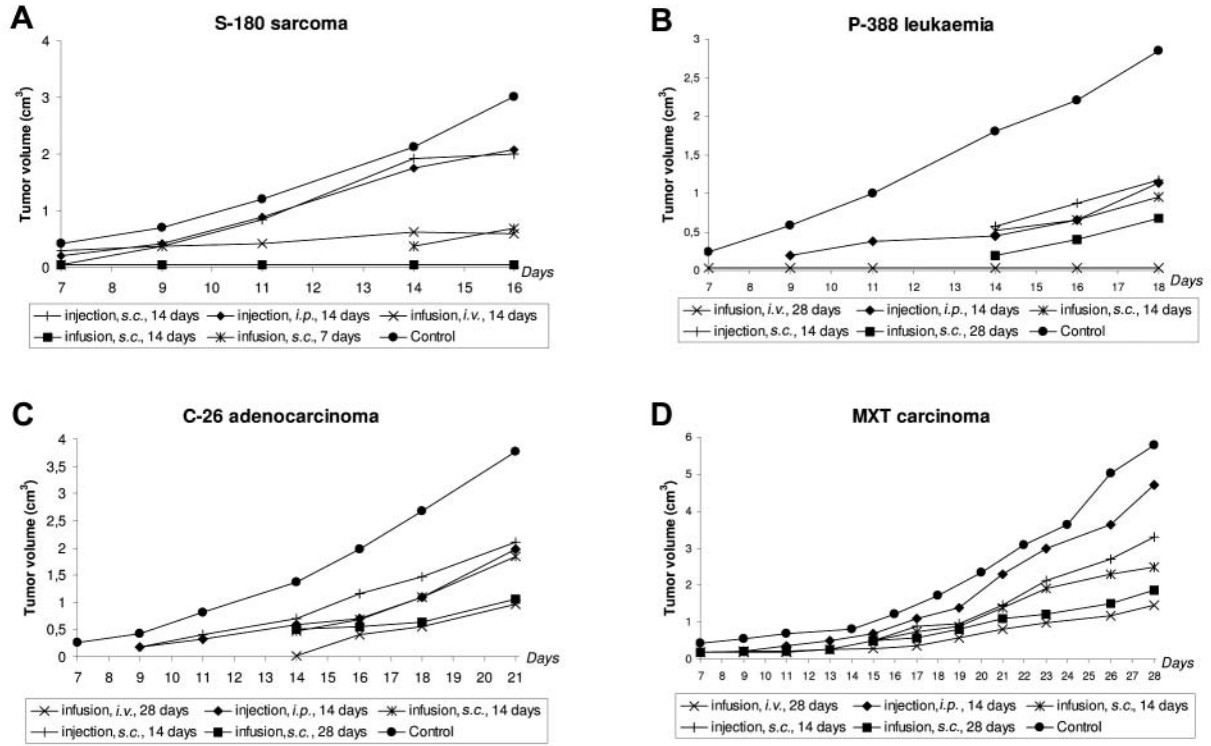 A
S-180 sarcoma
Tumor volume (cm³)
4
3
2
1
0
7 8 9 10 11 12 13 14 15 16
Days
injection, s.c., 14 days injection, i.p., 14 days infusion, i.v., 14 days
infusion, s.c., 14 days infusion, s.c., 7 days Control
B
P-388 leukaemia
Tumor volume (cm³)
3
2,5
2
1,5
1
0,5
0
7 8 9 10 11 12 13 14 15 16 17 18
Days
infusion, i.v. 28 days injection, i.p., 14 days infusion, s.c., 14 days
injection, s.c., 14 days infusion, s.c., 28 days Control
C
C-26 adenocarcinoma
Tumor volume (cm³)
4
3,5
3
2,5
2
1,5
1
0,5
0
7 8 9 10 11 12 13 14 15 16 17 18 19 20 21
Days
infusion, i.v., 28 days injection, i.p., 14 days infusion, s.c., 14 days
injection, s.c., 14 days infusion, s.c., 28 days Control
D
MXT carcinoma
Tumor volume (cm³)
6
5
4
3
2
1
0
7 8 9 10 11 12 13 14 15 16 17 18 19 20 21 22 23 24 25 26 27 28
Days
infusion, i.v., 28 days injection, i.p., 14 days infusion, s.c., 14 days
injection, s.c., 14 days infusion, s.c., 28 days Control